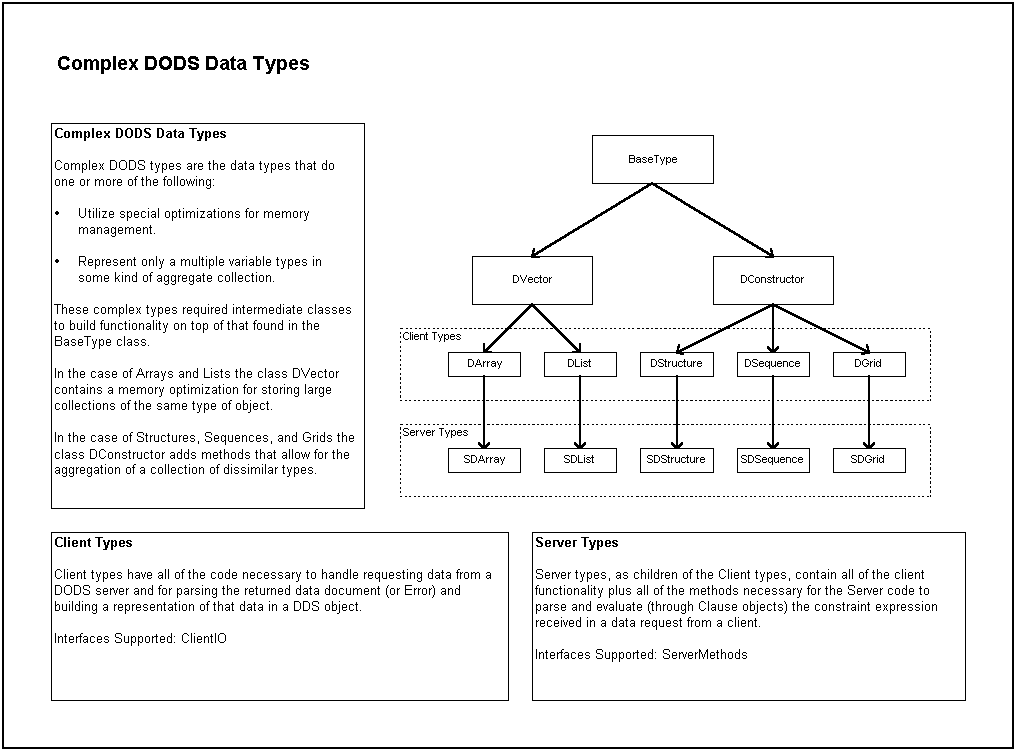 Complex DODS Data Types
Complex DODS Data Types
Complex DODS types are the data types that do
one or more of the following:
• Utilize special optimizations for memory
management.
• Represent only a multiple variable types in
some kind of aggregate collection.
These complex types required intermediate classes
to build functionality on top of that found in the
BaseType class.
In the case of Arrays and Lists the class DVector
contains a memory optimization for storing large
collections of the same type of object.
In the case of Structures, Sequences, and Grids the
class DConstructor adds methods that allow for the
aggregation of a collection of dissimilar types.
BaseType
DVector DConstructor
Client Types
DArray DList DStructure DSequence DGrid
Server Types
SDArray SDList SDStructure SDSequence SDGrid
Client Types
Client types have all of the code necessary to handle requesting data from a
DODS server and for parsing the returned data document (or Error) and
building a representation of that data in a DDS object.
Interfaces Supported: ClientIO
Server Types
Server types, as children of the Client types, contain all of the client
functionality plus all of the methods necessary for the Server code to
parse and evaluate (through Clause objects) the constraint expression
received in a data request from a client.
Interfaces Supported: ServerMethods